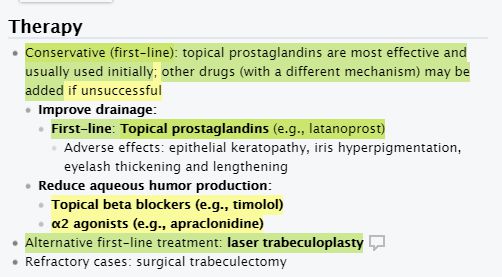 Therapy
Conservative (first-line): topical prostaglandins are most effective and
usually used initially; other drugs (with a different mechanism) may be
added if unsuccessful
Improve drainage:
First-line: Topical prostaglandins (e.g., latanoprost)
Adverse effects: epithelial keratopathy, iris hyperpigmentation,
eyelash thickening and lengthening
Reduce aqueous humor production:
Topical beta blockers (e.g., timolol)
α2 agonists (e.g., apraclonidine)
Alternative first-line treatment: laser trabeculoplasty
Refractory cases: surgical trabeculectomy